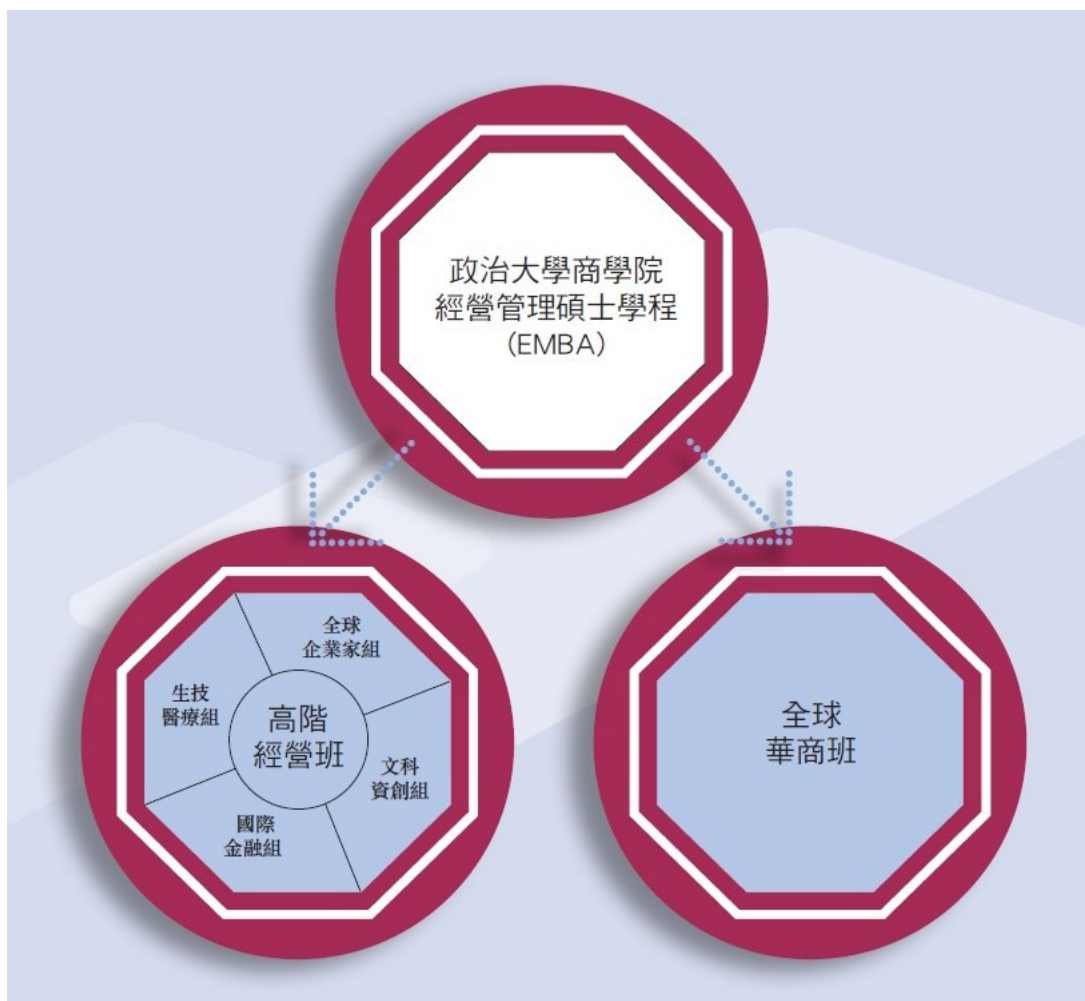 政治大學商學院
經營管理碩士學程
(EMBA)
全球
企業家組
生技
醫療組
高階
經營班
文科
資創組
國際
金融組
全球
華商班